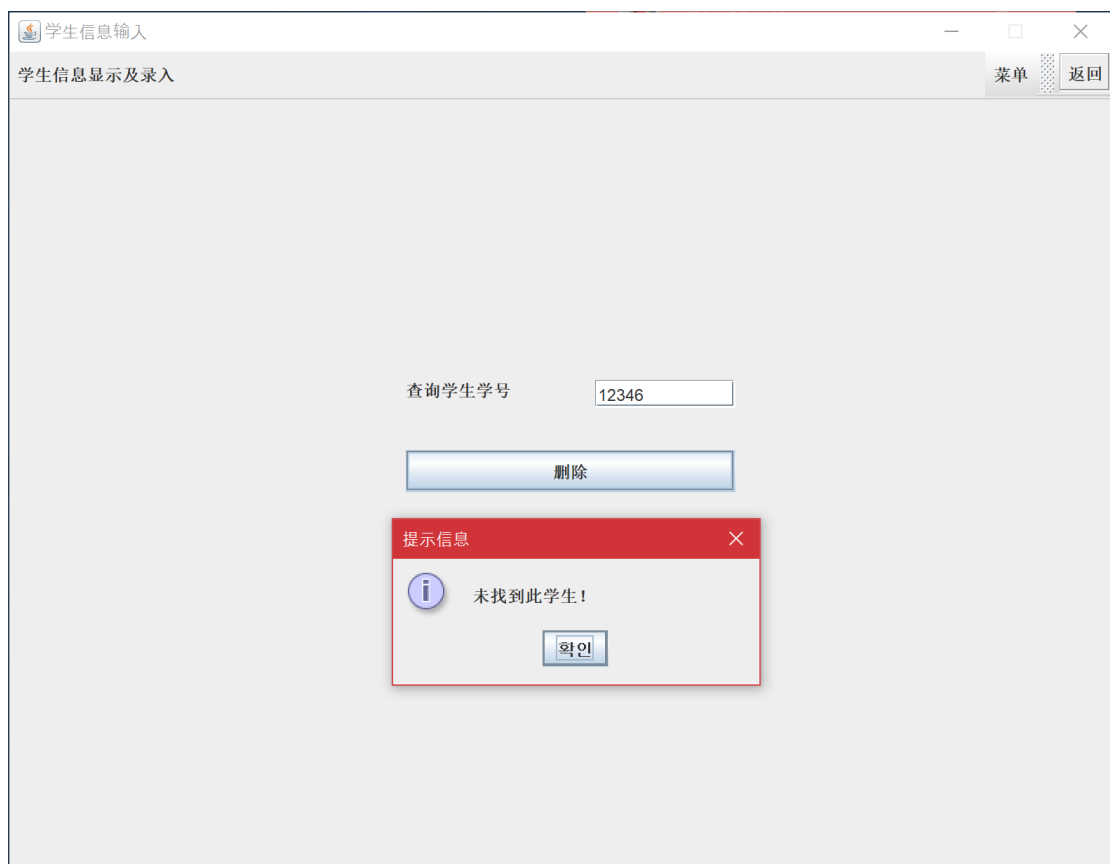 学生信息输入
学生信息显示及录入 菜单 返回
查询学生学号 12346
删除
提示信息
i 未找到此学生!
확인